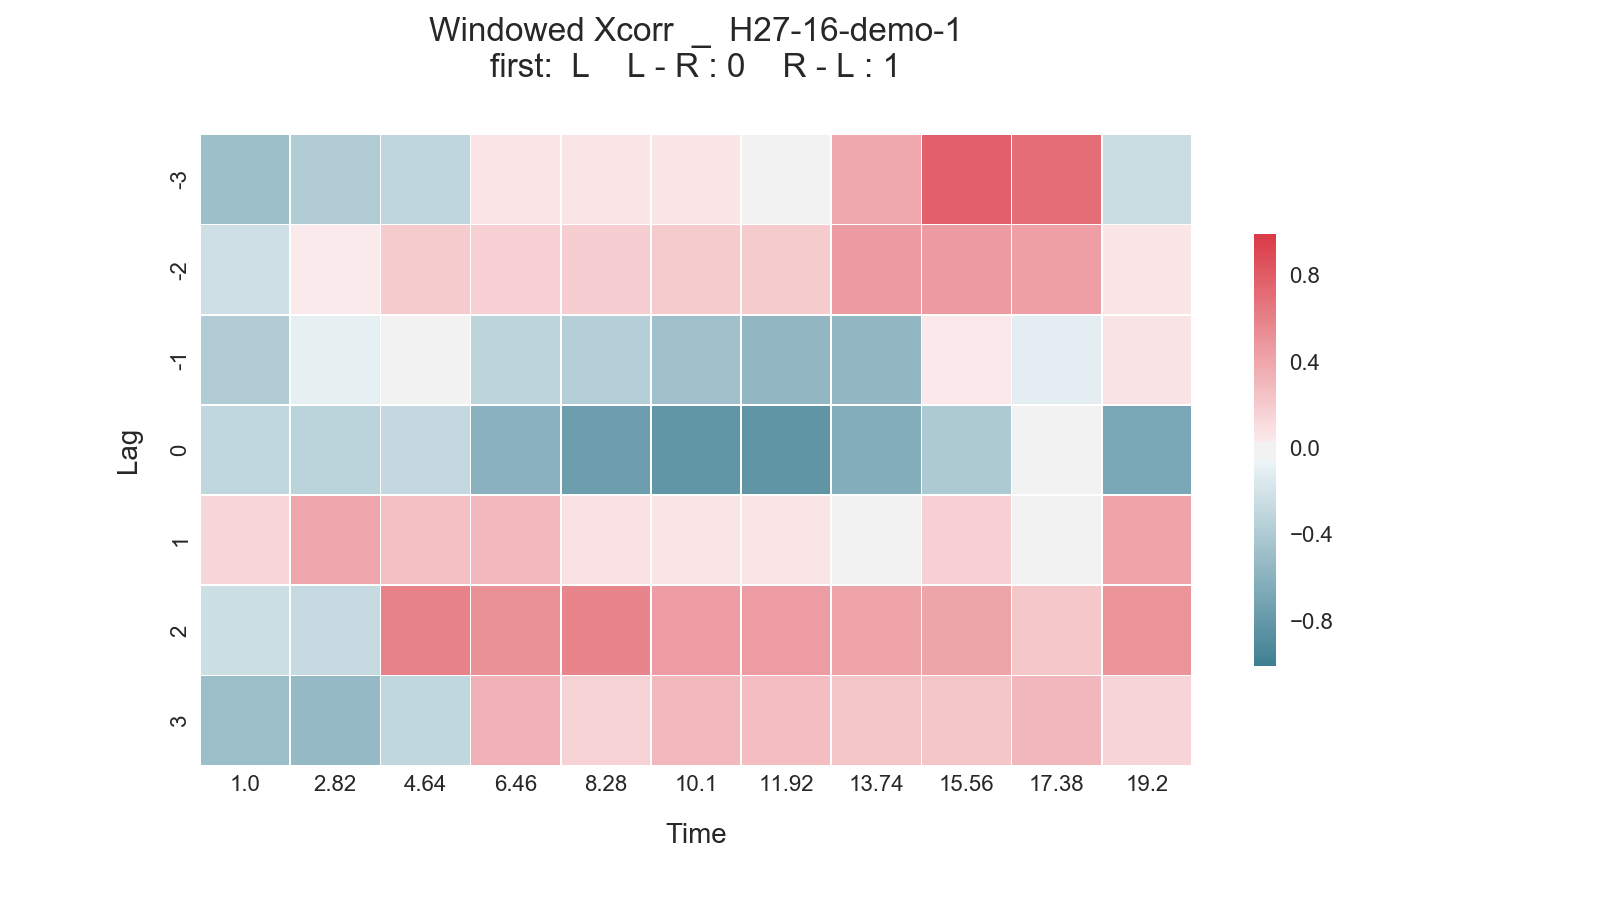 Windowed Xcorr _ H27-16-demo-1
first: L L - R : 0 R - L : 1
-3
-2
-1
0
1
2
3
Lag
1.0 2.82 4.64 6.46 8.28 10.1 11.92 13.74 15.56 17.38 19.2
Time
0.8
0.4
0.0
−0.4
−0.8